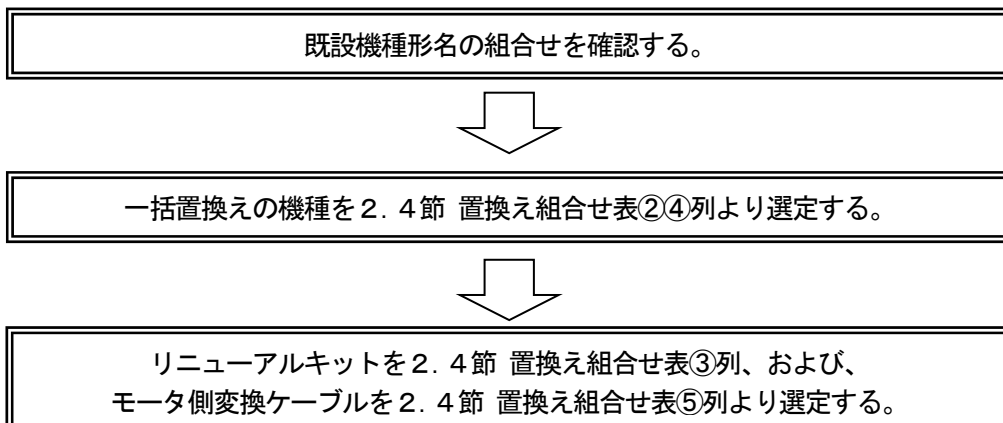 既設機種形名の組合せを確認する。
一括置換えの機種を2.4節 置換え組合せ表②④列より選定する。
リニューアルキットを2.4節 置換え組合せ表③列、および、
モータ側変換ケーブルを2.4節 置換え組合せ表⑤列より選定する。